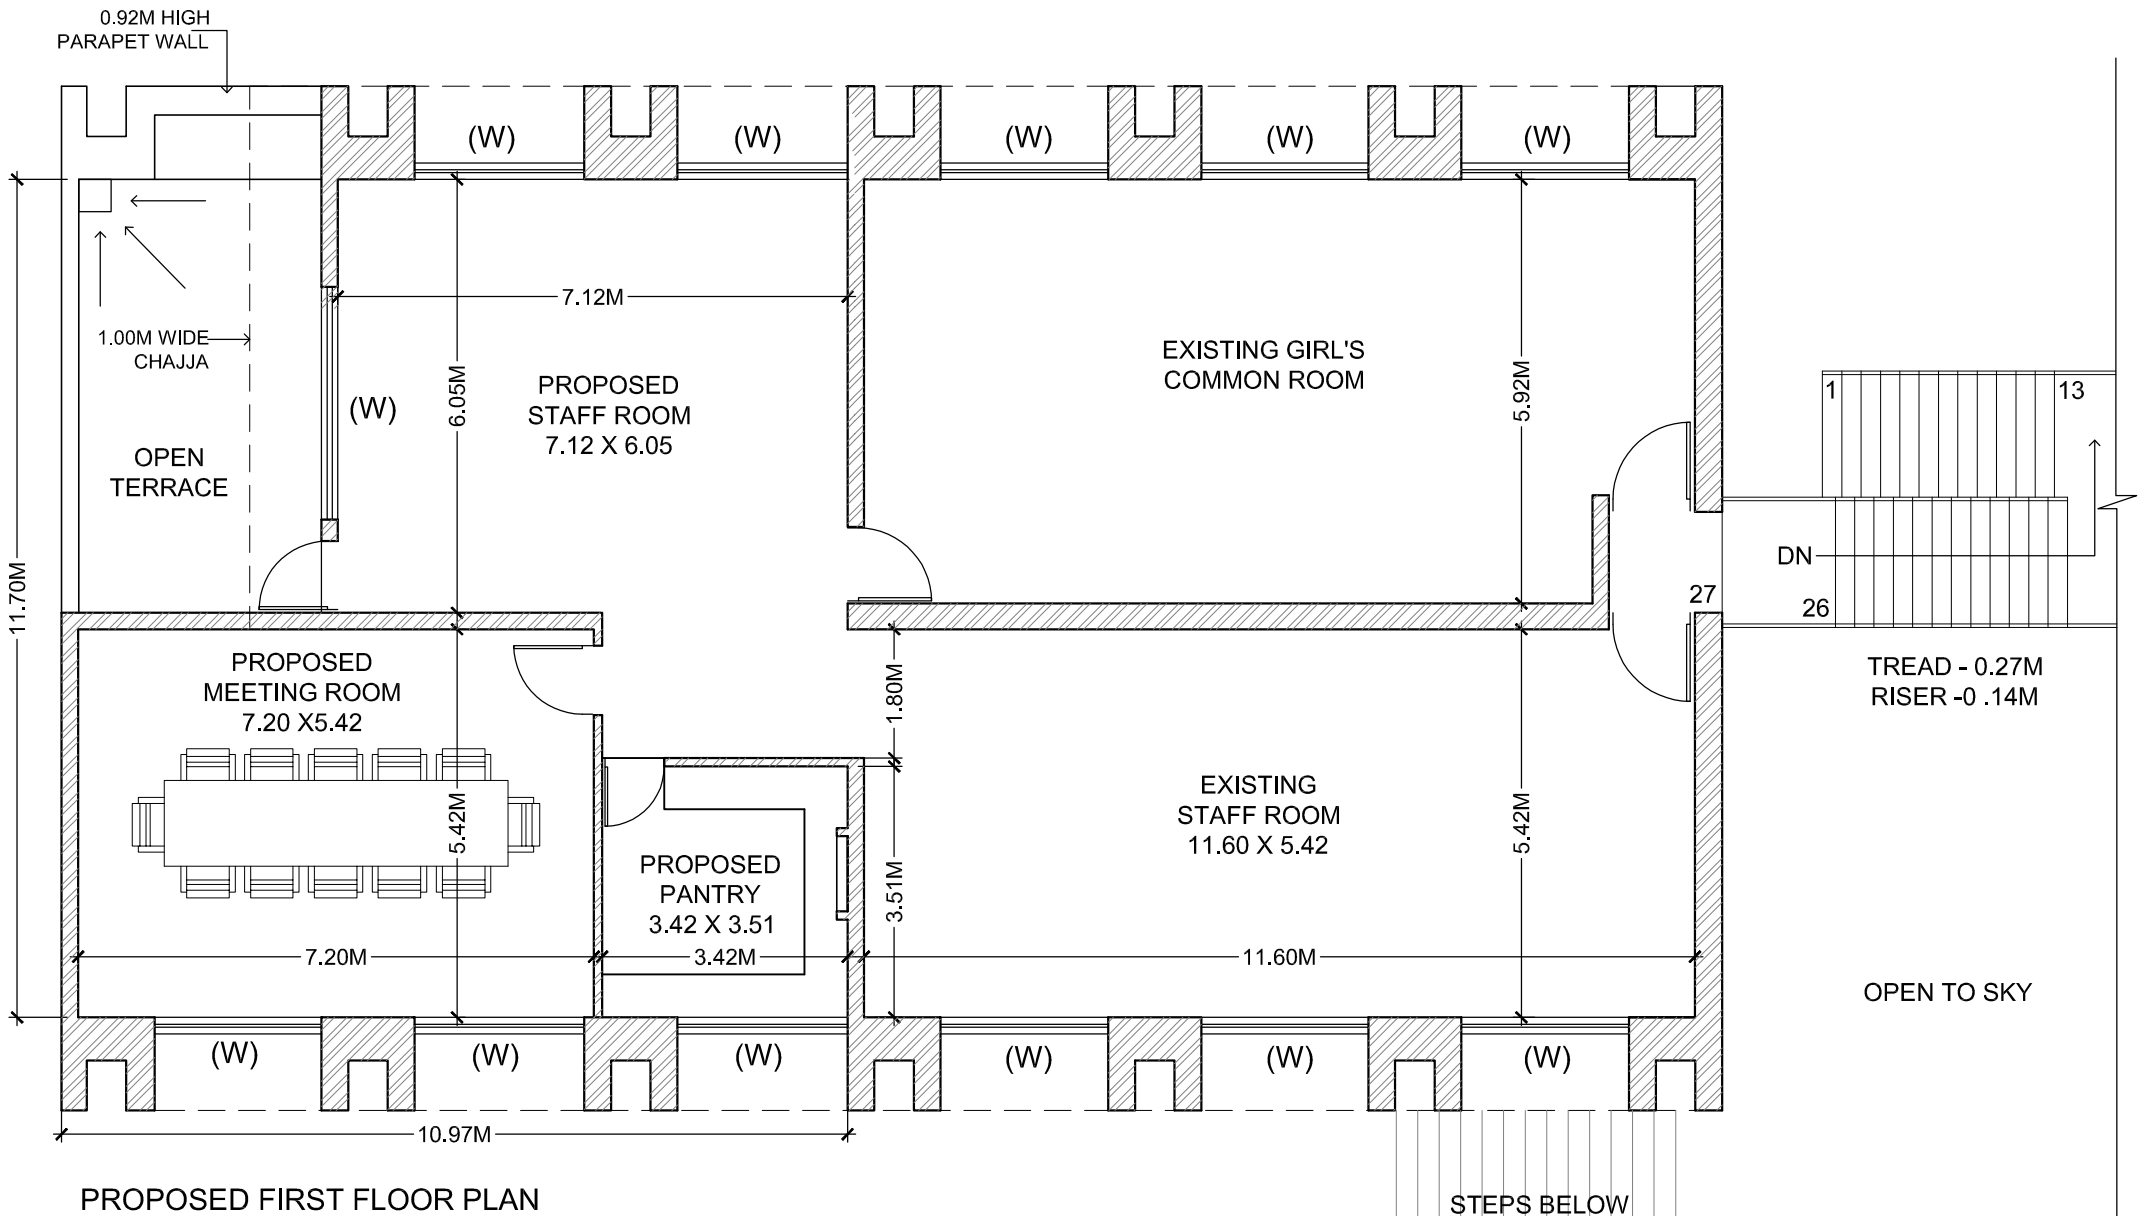 0.92M HIGH
PARAPET WALL
(W)
(W)
(W)
(W)
(W)
7.12M
1.00M WIDE
CHAJJA
(W)
6.05M
PROPOSED
STAFF ROOM
7.12 X 6.05
EXISTING GIRL'S
COMMON ROOM
5.92M
1
13
OPEN
TERRACE
11.70M
DN
27
26
TREAD - 0.27M
RISER -0 .14M
PROPOSED
MEETING ROOM
7.20 X5.42
1.80M
5.42M
EXISTING
STAFF ROOM
11.60 X 5.42
5.42M
PROPOSED
PANTRY
3.42 X 3.51
3.51M
7.20M
3.42M
11.60M
OPEN TO SKY
(W)
(W)
(W)
(W)
(W)
(W)
10.97M
PROPOSED FIRST FLOOR PLAN
STEPS BELOW